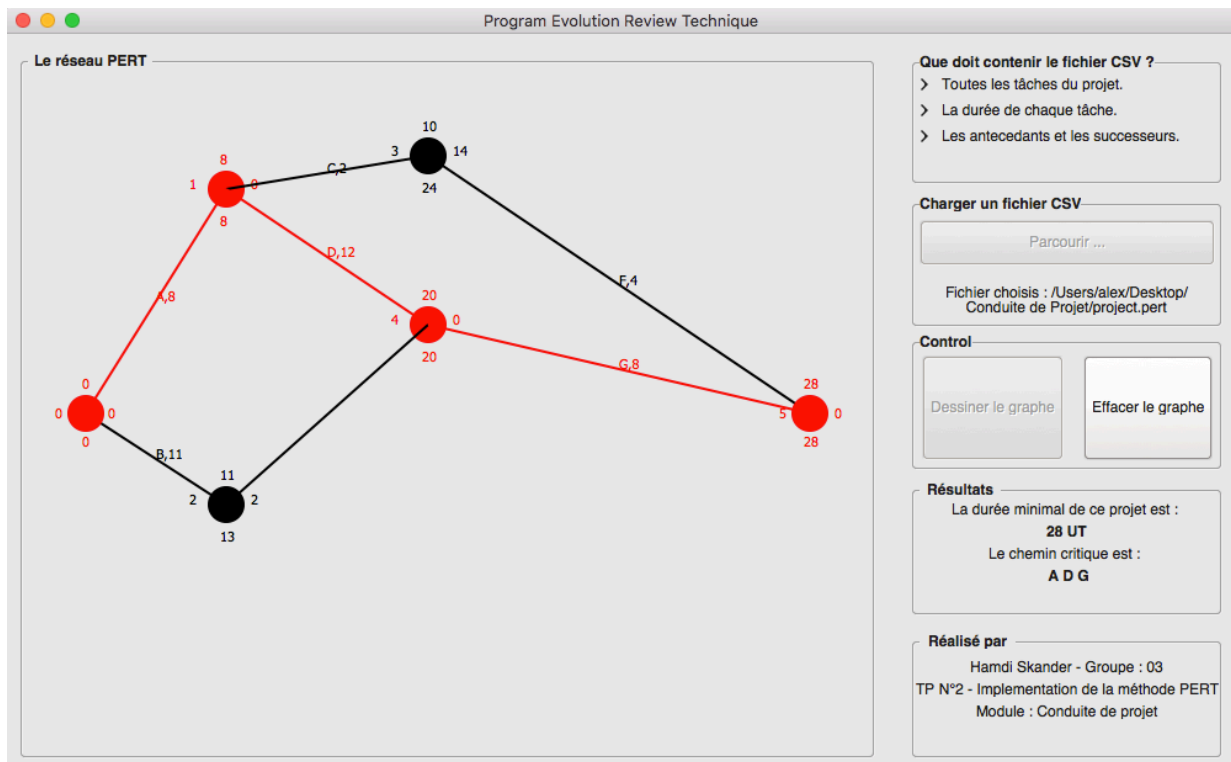 Program Evolution Review Technique
Le réseau PERT
10
3
14
24
C,2
8
1
0
8
D,12
F,4
A,8
20
4
0
20
G,8
0
0
0
0
B,11
11
2
2
13
28
5
0
28
Que doit contenir le fichier CSV ?
> Toutes les tâches du projet.
> La durée de chaque tâche.
> Les antecedants et les successeurs.
Charger un fichier CSV
Parcourir ...
Fichier choisis : /Users/alex/Desktop/
Conduite de Projet/project.pert
Control
Dessiner le graphe
Effacer le graphe
Résultats
La durée minimal de ce projet est :
28 UT
Le chemin critique est :
A D G
Réalisé par
Hamdi Skander - Groupe : 03
TP N°2 - Implementation de la méthode PERT
Module : Conduite de projet